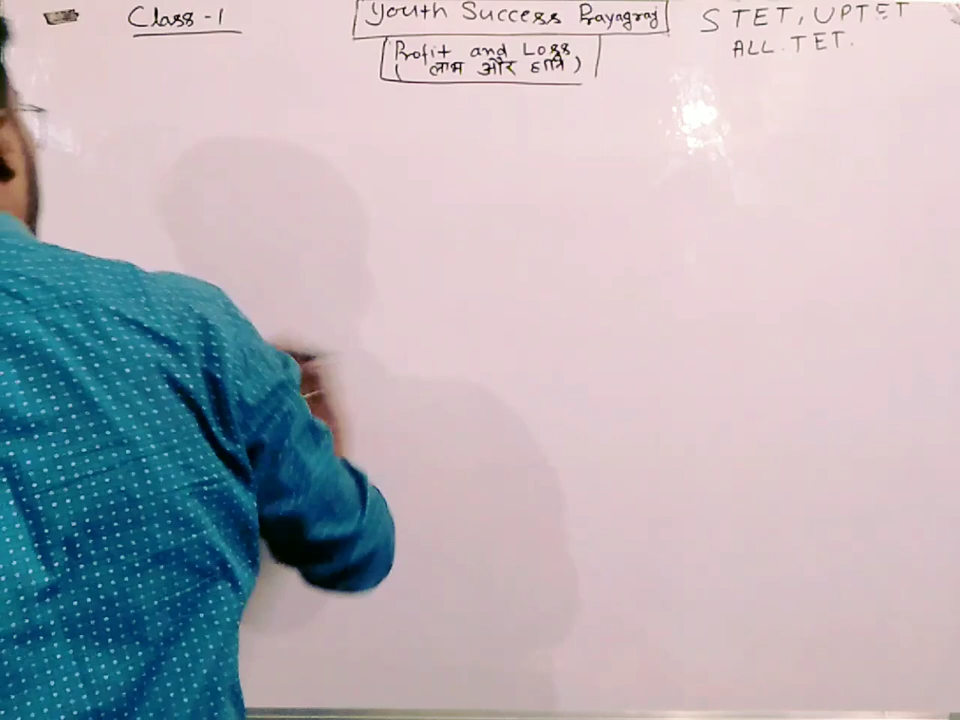 Class-1
Youth Success Prayagraj
STET, UPTET
ALL.TET.
Profit and Loss
(लाभ और हानि)